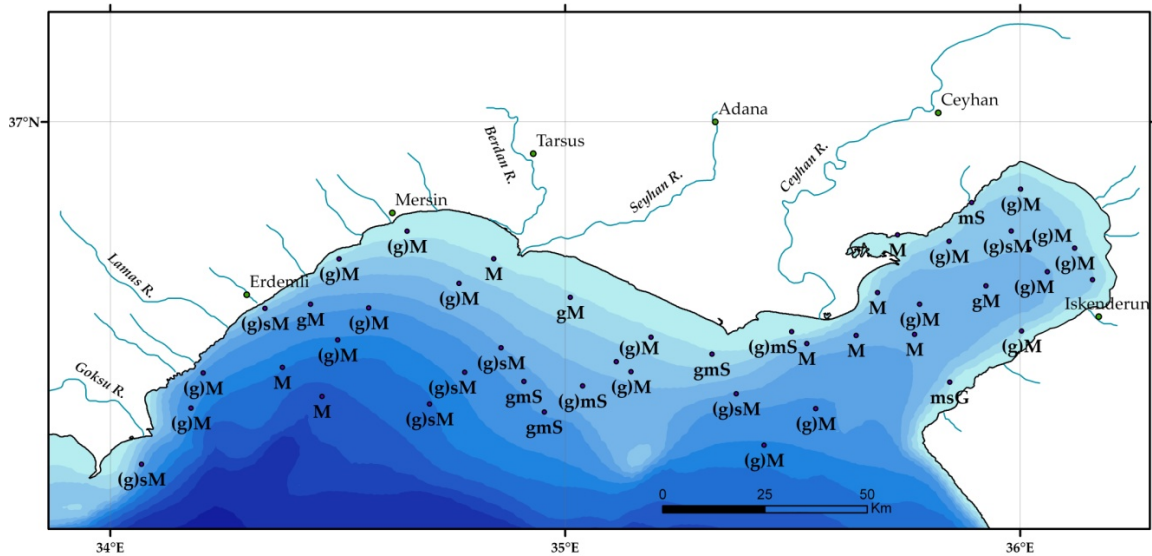 Ceyhan
Adana
37°N
Tarsus
Berdan R.
Ceyhan R.
Seyhan R.
Mersin
mS
(g)M
(g)M
M
(g)M
(g)sM
(g)M
Lamas R.
(g)M
M
(g)M
Erdemli
(g)M
gM
M
(g)M
gM
(g)M
Iskenderun
(g)sM
gM
(g)M
(g)M
(g)M
(g)M
(g)mS
M
M
M
(g)M
Goksu R.
(g)M
M
(g)sM
(g)sM
gmS
(g)mS
gmS
(g)sM
msG
(g)M
M
(g)sM
gmS
(g)M
(g)M
(g)sM
0 25 50
Km
34°E 35°E 36°E